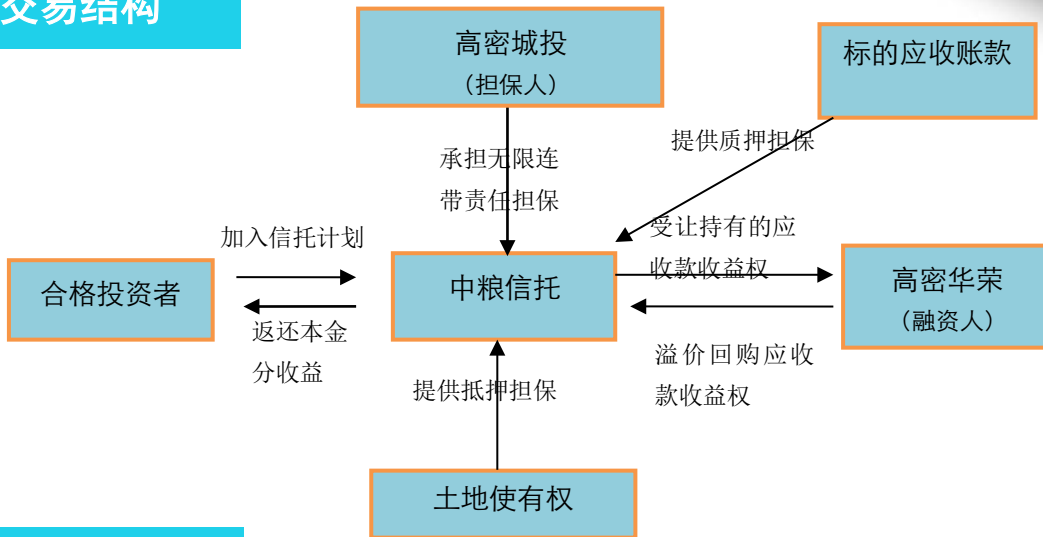 交易结构
高密城投
（担保人）
标的应收账款
承担无限连
带责任担保
提供质押担保
加入信托计划
受让持有的应
收款收益权
合格投资者
中粮信托
高密华荣
（融资人）
返还本金
分收益
溢价回购应收
款收益权
提供抵押担保
土地使有权